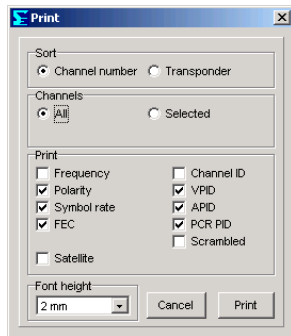 Print
Sort
Channel number Transponder
Channels
All Selected
Print
Frequency Channel ID
Polarity VPID
Symbol rate APID
FEC PCR PID
Scrambled
Satellite
Font height
2 mm Cancel Print